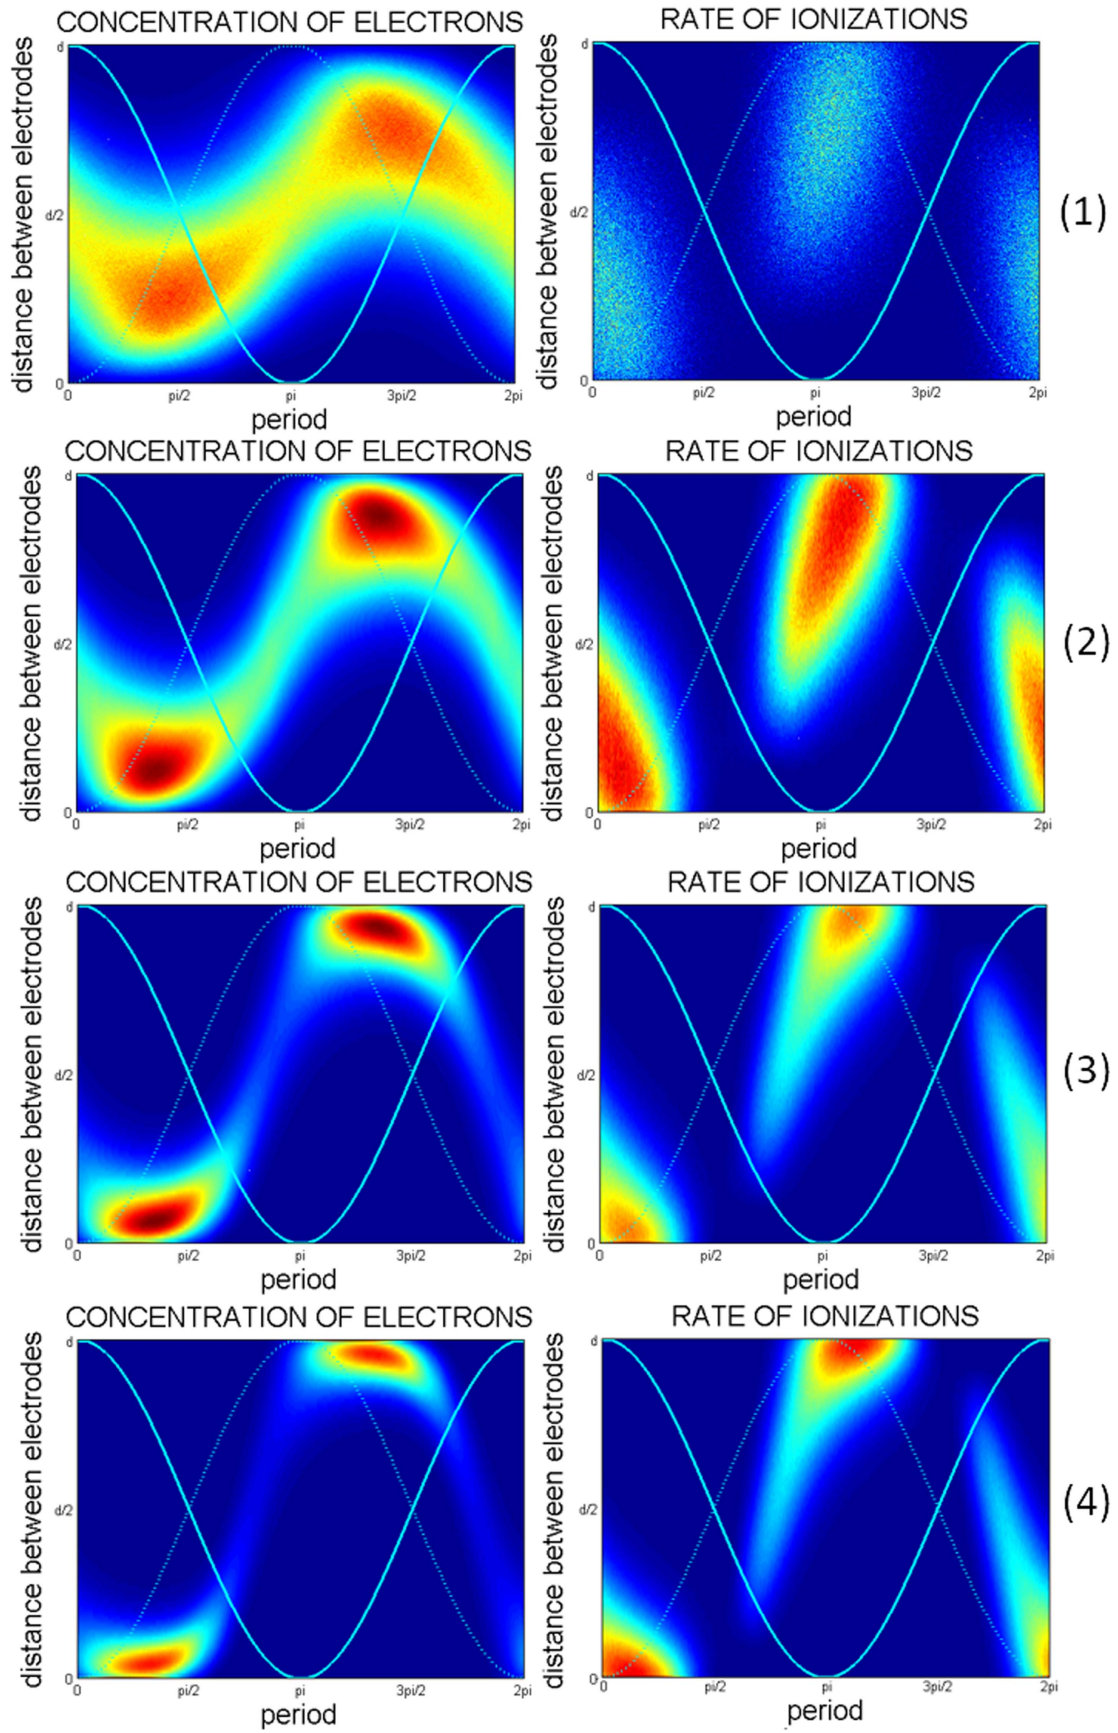 CONCENTRATION OF ELECTRONS
RATE OF IONIZATIONS
distance between electrodes
d
d/2
0
0 pi/2 pi 3pi/2 2pi
period
distance between electrodes
d
d/2
0
0 pi/2 pi 3pi/2 2pi
period
(1)
CONCENTRATION OF ELECTRONS
RATE OF IONIZATIONS
distance between electrodes
d
d/2
0
0 pi/2 pi 3pi/2 2pi
period
distance between electrodes
d
d/2
0
0 pi/2 pi 3pi/2 2pi
period
(2)
CONCENTRATION OF ELECTRONS
RATE OF IONIZATIONS
distance between electrodes
d
d/2
0
0 pi/2 pi 3pi/2 2pi
period
distance between electrodes
d
d/2
0
0 pi/2 pi 3pi/2 2pi
period
(3)
CONCENTRATION OF ELECTRONS
RATE OF IONIZATIONS
distance between electrodes
d
d/2
0
0 pi/2 pi 3pi/2 2pi
period
distance between electrodes
d
d/2
0
0 pi/2 pi 3pi/2 2pi
period
(4)